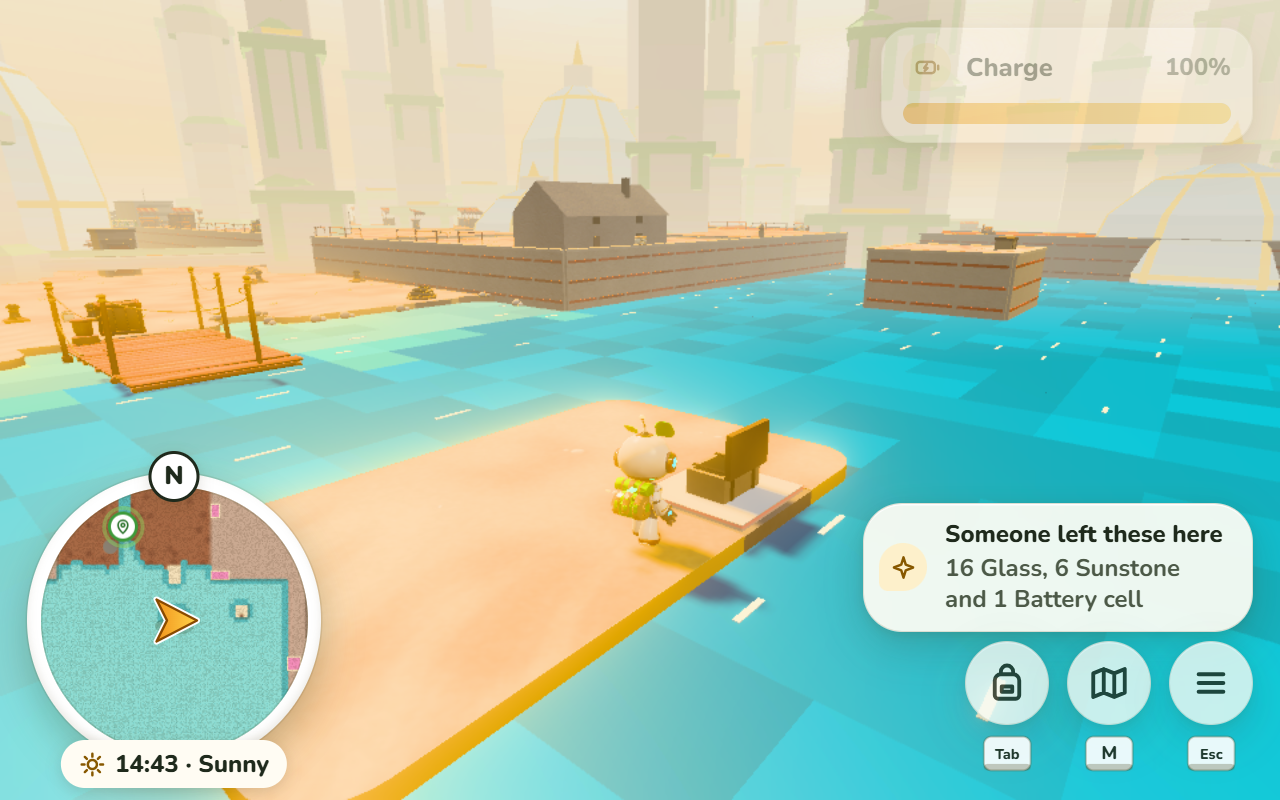 Charge 100%
N
Someone left these here
16 Glass, 6 Sunstone
and 1 Battery cell
14:43 · Sunny
Tab
M
Esc